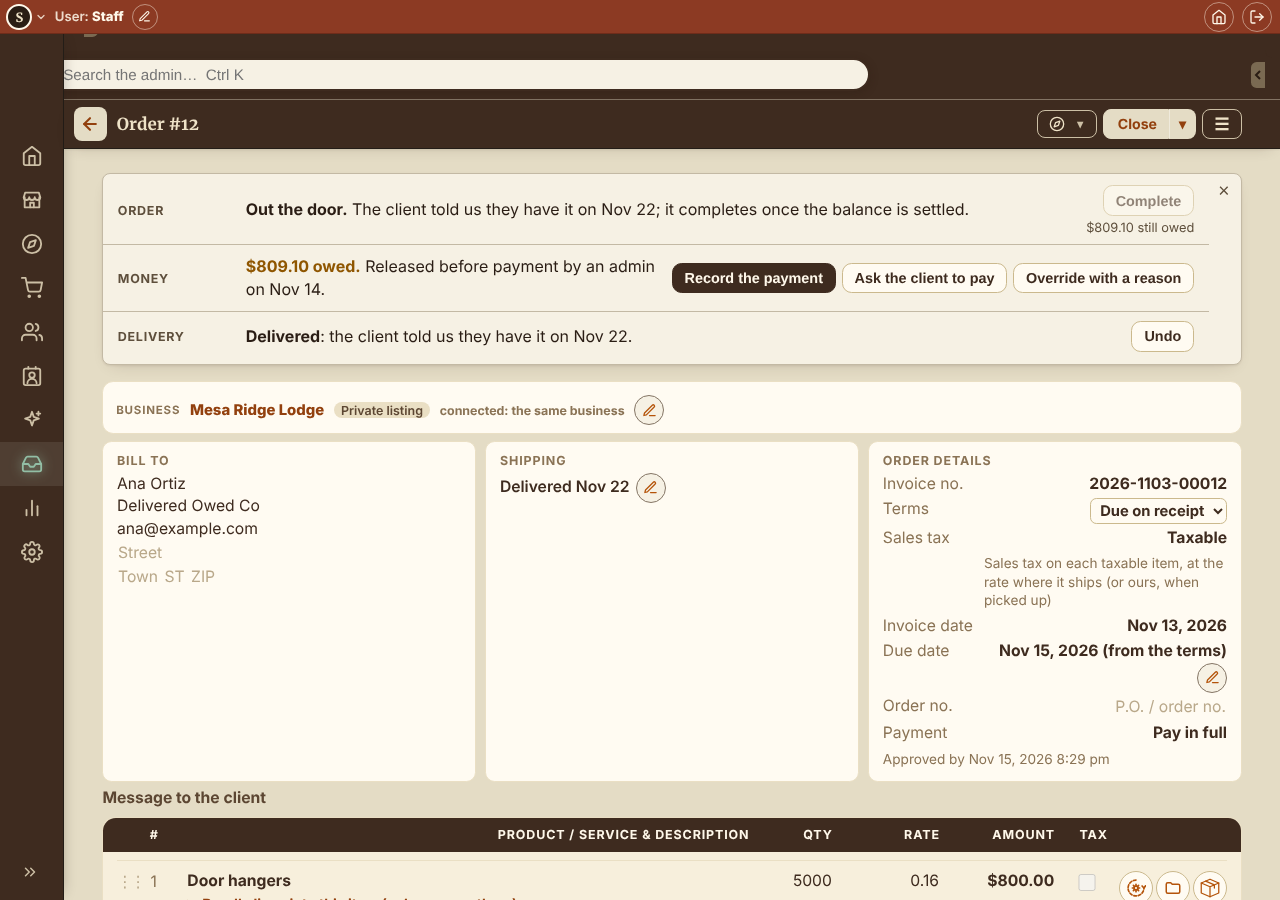 S User: Staff
Search the admin… Ctrl K
Order #12
Close
ORDER
Out the door. The client told us they have it on Nov 22; it completes once the balance is settled.
Complete
$809.10 still owed
MONEY
$809.10 owed. Released before payment by an admin
on Nov 14.
Record the payment
Ask the client to pay
Override with a reason
DELIVERY
Delivered: the client told us they have it on Nov 22.
Undo
BUSINESS Mesa Ridge Lodge Private listing connected: the same business
BILL TO
Ana Ortiz
Delivered Owed Co
ana@example.com
Street
Town ST ZIP
SHIPPING
Delivered Nov 22
ORDER DETAILS
Invoice no. 2026-1103-00012
Terms Due on receipt
Sales tax Taxable
Sales tax on each taxable item, at the
rate where it ships (or ours, when
picked up)
Invoice date Nov 13, 2026
Due date Nov 15, 2026 (from the terms)
Order no. P.O. / order no.
Payment Pay in full
Approved by Nov 15, 2026 8:29 pm
Message to the client
# PRODUCT / SERVICE & DESCRIPTION QTY RATE AMOUNT TAX
1 Door hangers 5000 0.16 $800.00